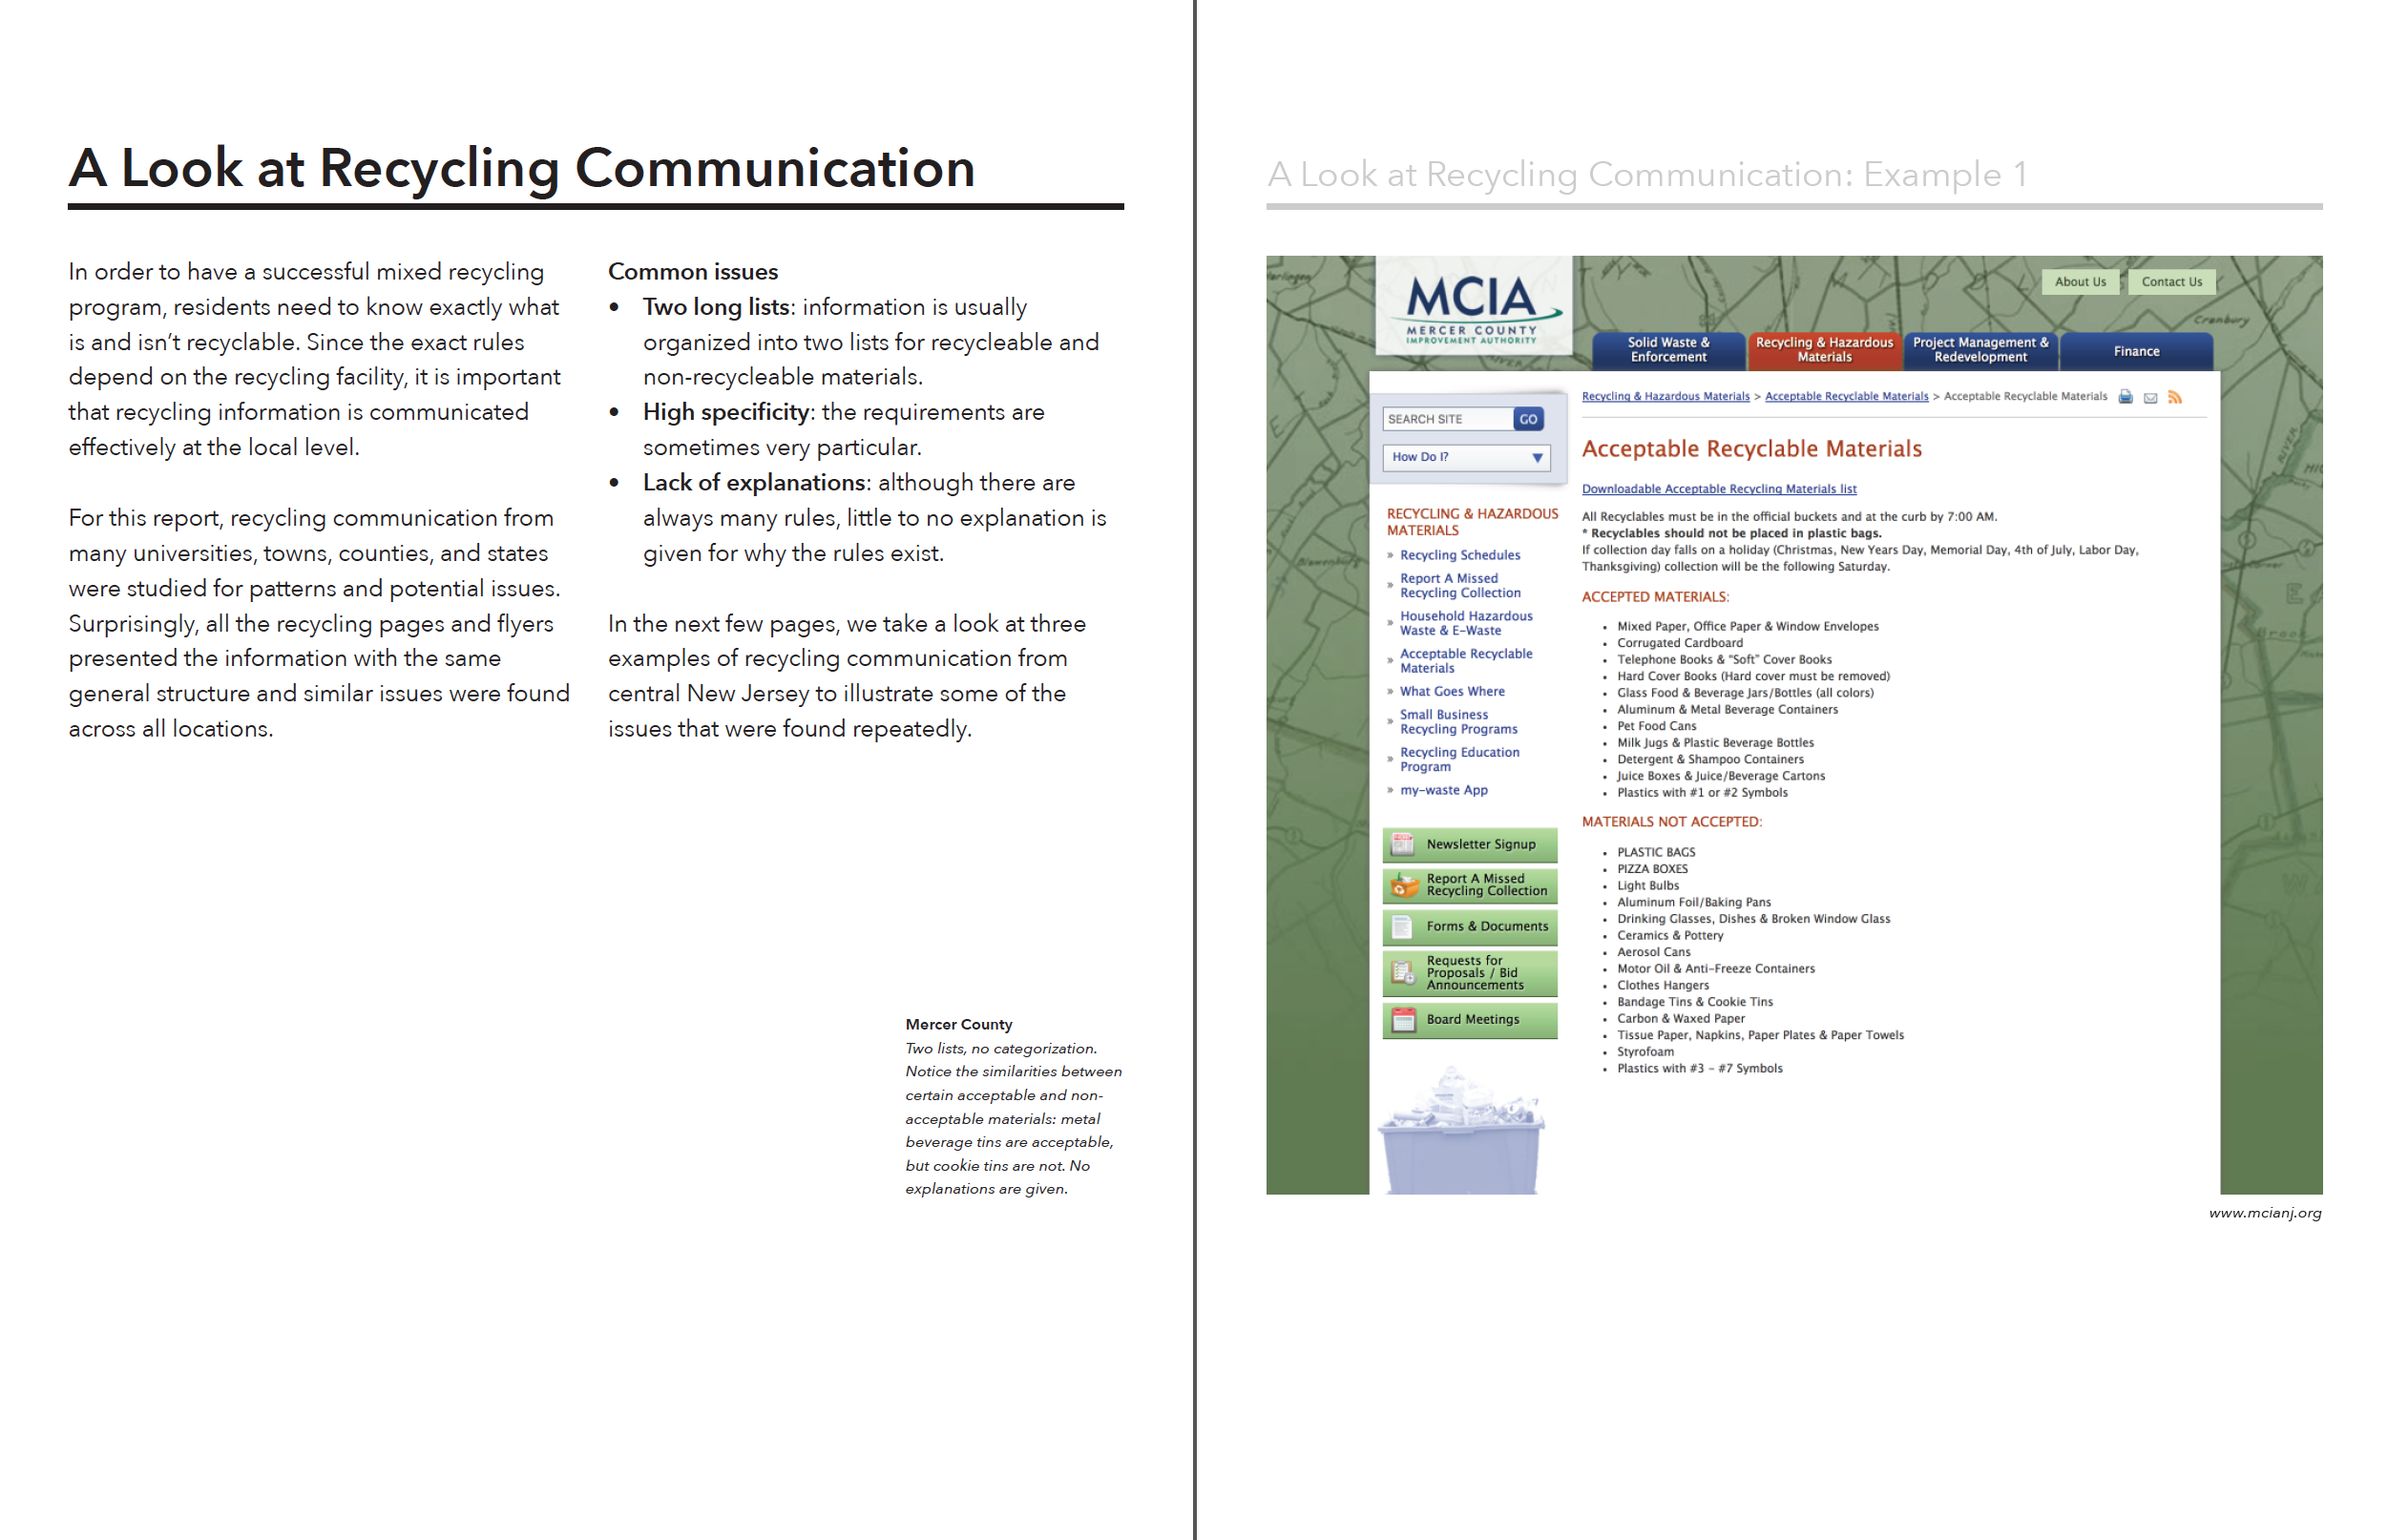 A Look at Recycling Communication
In order to have a successful mixed recycling
program, residents need to know exactly what
is and isn't recyclable. Since the exact rules
depend on the recycling facility, it is important
that recycling information is communicated
effectively at the local level.
For this report, recycling communication from
many universities, towns, counties, and states
were studied for patterns and potential issues.
Surprisingly, all the recycling pages and flyers
presented the information with the same
general structure and similar issues were found
across all locations.
Common issues
• Two long lists: information is usually
organized into two lists for recycleable and
non-recycleable materials.
• High specificity: the requirements are
sometimes very particular.
• Lack of explanations: although there are
always many rules, little to no explanation is
given for why the rules exist.
In the next few pages, we take a look at three
examples of recycling communication from
central New Jersey to illustrate some of the
issues that were found repeatedly.
Mercer County
Two lists, no categorization.
Notice the similarities between
certain acceptable and non-
acceptable materials: metal
beverage tins are acceptable,
but cookie tins are not. No
explanations are given.
A Look at Recycling Communication: Example 1
MCIA
MERCER COUNTY
IMPROVEMENT AUTHORITY
About Us
Contact Us
Cranbury
Solid Waste &
Enforcement
Recycling & Hazardous
Materials
Project Management &
Redevelopment
Finance
SEARCH SITE
GO
How Do I?
RECYCLING & HAZARDOUS
MATERIALS
» Recycling Schedules
» Report A Missed
Recycling Collection
» Household Hazardous
Waste & E-Waste
» Acceptable Recyclable
Materials
» What Goes Where
» Small Business
Recycling Programs
» Recycling Education
Program
» my-waste App
Newsletter Signup
Report A Missed
Recycling Collection
Forms & Documents
Requests for
Proposals / Bid
Announcements
Board Meetings
Recycling & Hazardous Materials > Acceptable Recyclable Materials > Acceptable Recyclable Materials
Acceptable Recyclable Materials
Downloadable Acceptable Recycling Materials list
All Recyclables must be in the official buckets and at the curb by 7:00 AM.
* Recyclables should not be placed in plastic bags.
If collection day falls on a holiday (Christmas, New Years Day, Memorial Day, 4th of July, Labor Day,
Thanksgiving) collection will be the following Saturday.
ACCEPTED MATERIALS:
• Mixed Paper, Office Paper & Window Envelopes
• Corrugated Cardboard
• Telephone Books & "Soft" Cover Books
• Hard Cover Books (Hard cover must be removed)
• Glass Food & Beverage Jars/Bottles (all colors)
• Aluminum & Metal Beverage Containers
• Pet Food Cans
• Milk Jugs & Plastic Beverage Bottles
• Detergent & Shampoo Containers
• Juice Boxes & Juice/Beverage Cartons
• Plastics with #1 or #2 Symbols
MATERIALS NOT ACCEPTED:
• PLASTIC BAGS
• PIZZA BOXES
• Light Bulbs
• Aluminum Foil/Baking Pans
• Drinking Glasses, Dishes & Broken Window Glass
• Ceramics & Pottery
• Aerosol Cans
• Motor Oil & Anti-Freeze Containers
• Clothes Hangers
• Bandage Tins & Cookie Tins
• Carbon & Waxed Paper
• Tissue Paper, Napkins, Paper Plates & Paper Towels
• Styrofoam
• Plastics with #3 - #7 Symbols
www.mcianj.org